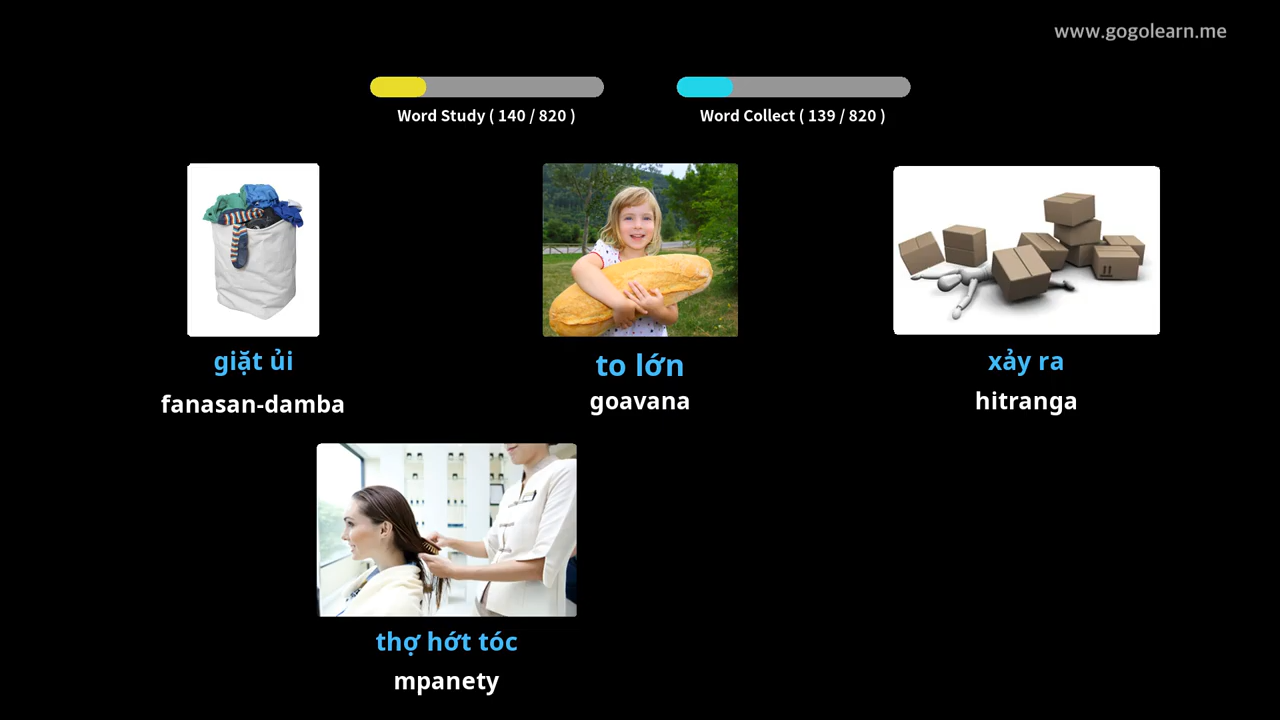 www.gogolearn.me
Word Study ( 140 / 820 )
Word Collect ( 139 / 820 )
giặt ủi
fanasan-damba
to lớn
goavana
xảy ra
hitranga
thợ hớt tóc
mpanety